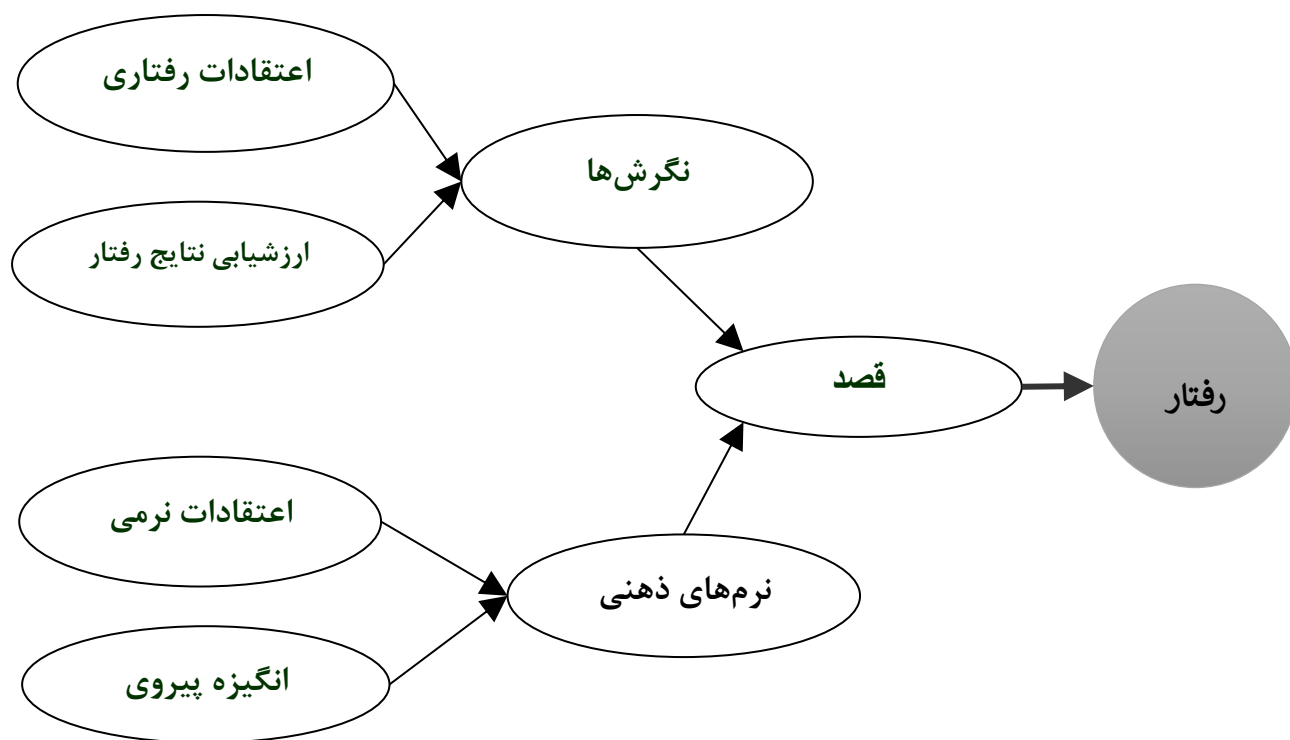 اعتقادات رفتاری
نگرش‌ها
ارزشیابی نتایج رفتار
قصد
رفتار
اعتقادات نرمی
نرم‌های ذهنی
انگیزه پیروی